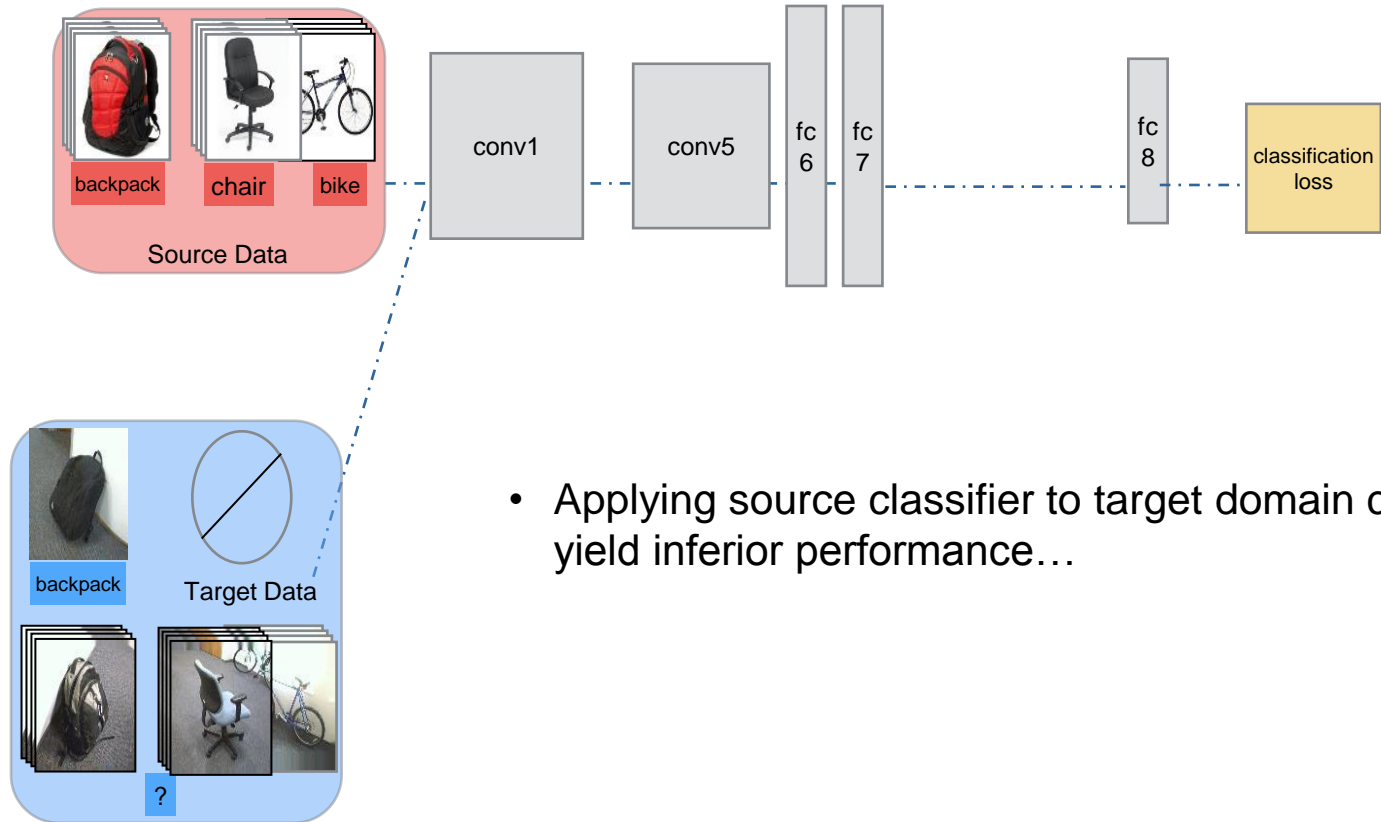 backpack
chair
bike
Source Data
conv1
conv5
fc
6
fc
7
fc
8
classification
loss
backpack
Target Data
?
• Applying source classifier to target domain
yield inferior performance…